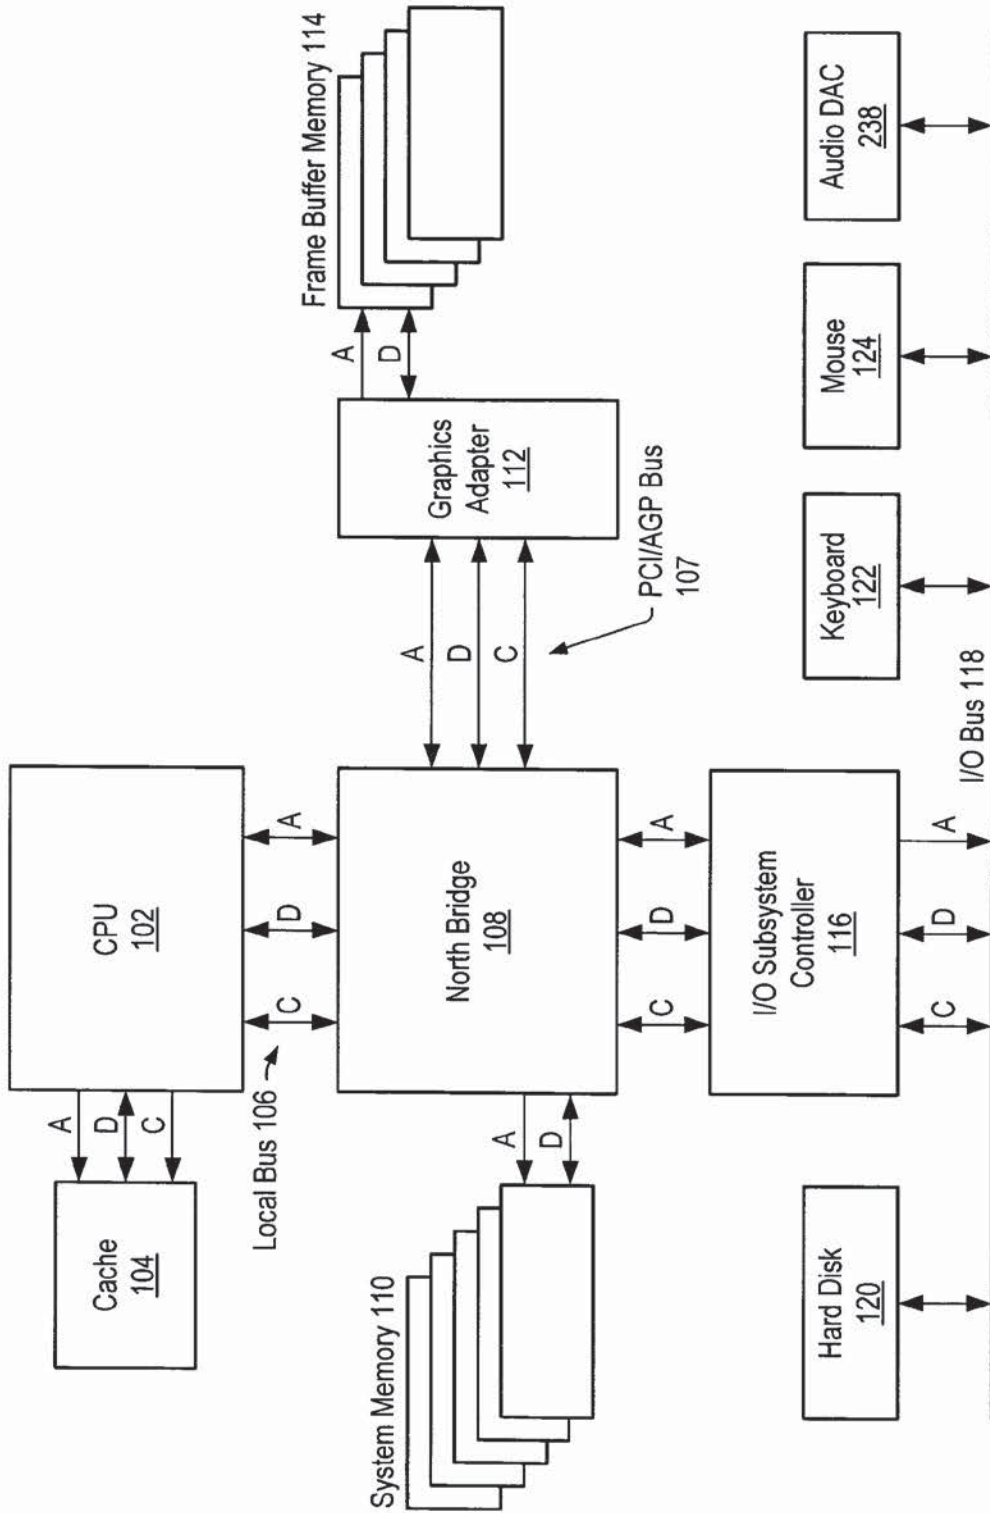 CPU
102
Cache
104
A
D
C
Local Bus 106
C
D
A
North Bridge
108
System Memory 110
A
D
A
D
C
PCI/AGP Bus
107
Graphics
Adapter
112
A
D
Frame Buffer Memory 114
C
D
A
I/O Subsystem
Controller
116
C
D
A
I/O Bus 118
Hard Disk
120
Keyboard
122
Mouse
124
Audio DAC
238